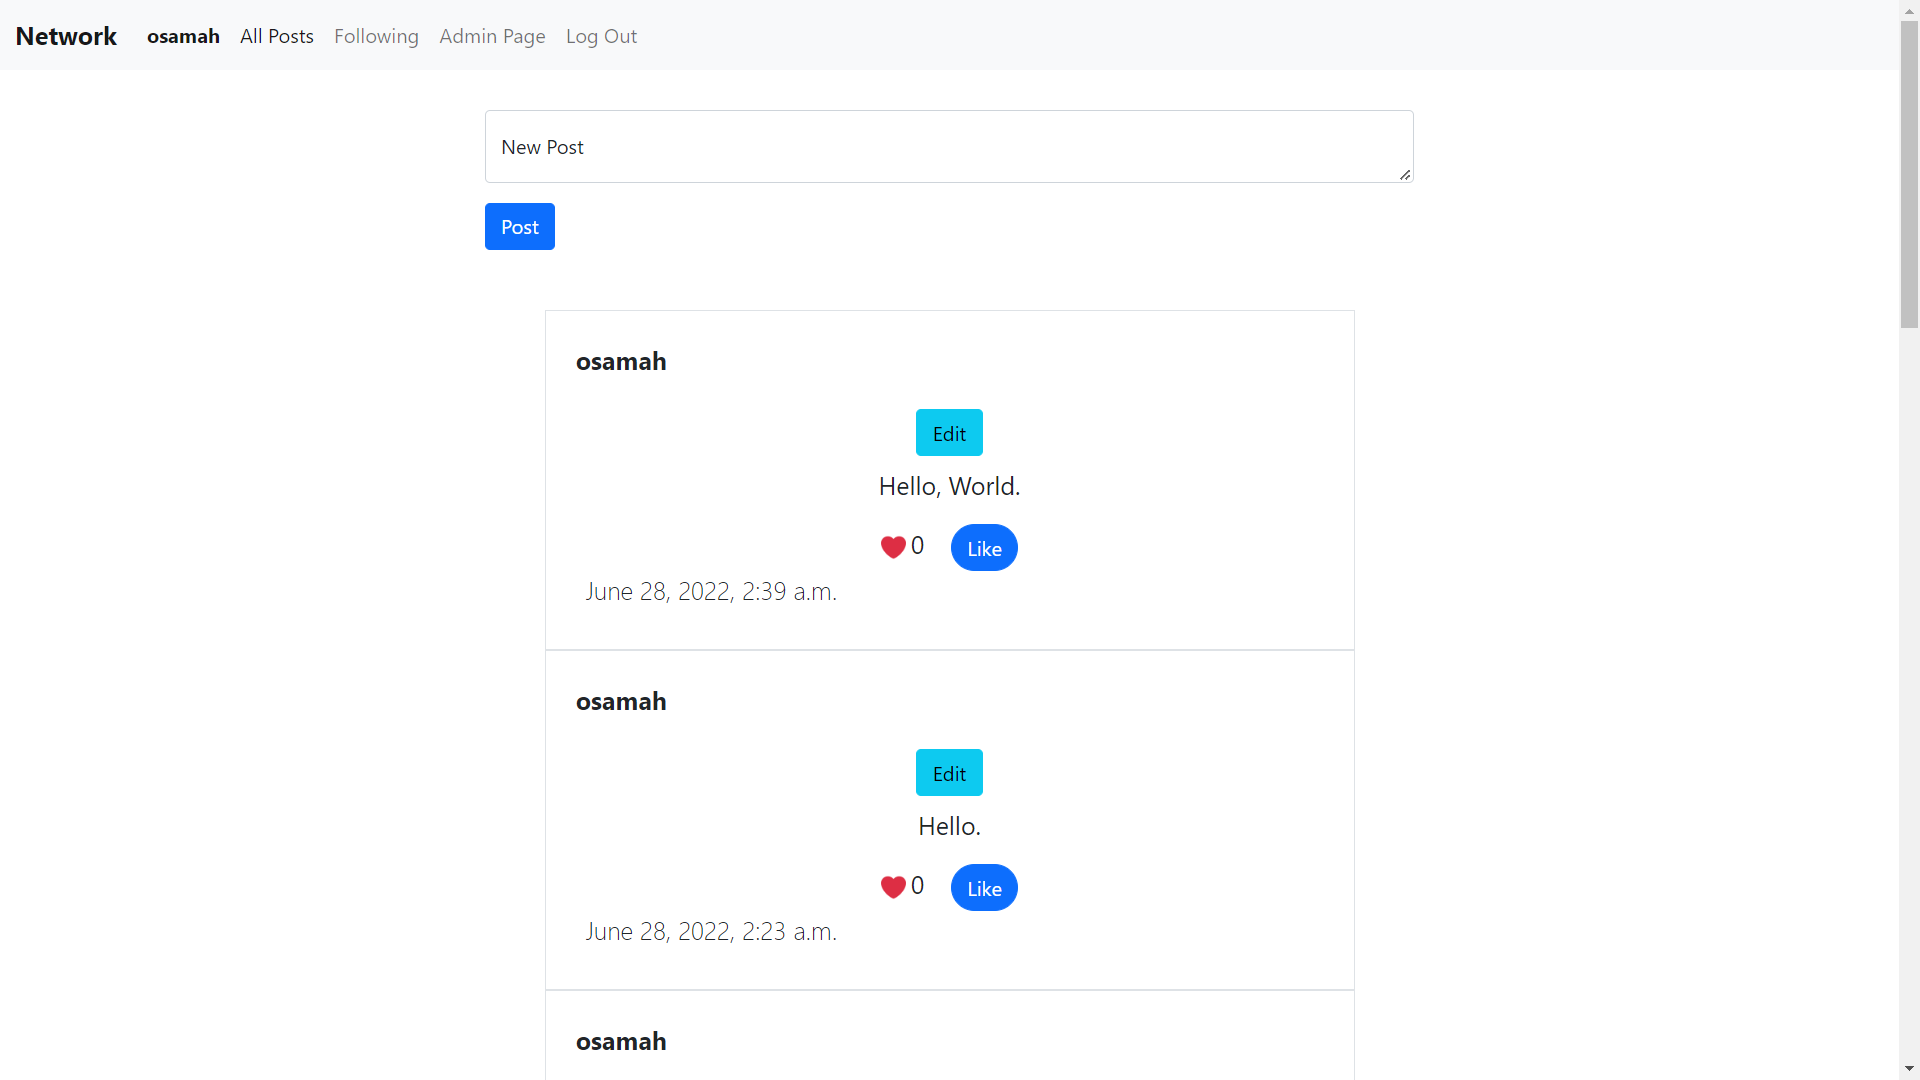 Network osamah All Posts Following Admin Page Log Out
New Post
Post
osamah
Edit
Hello, World.
0 Like
June 28, 2022, 2:39 a.m.
osamah
Edit
Hello.
0 Like
June 28, 2022, 2:23 a.m.
osamah